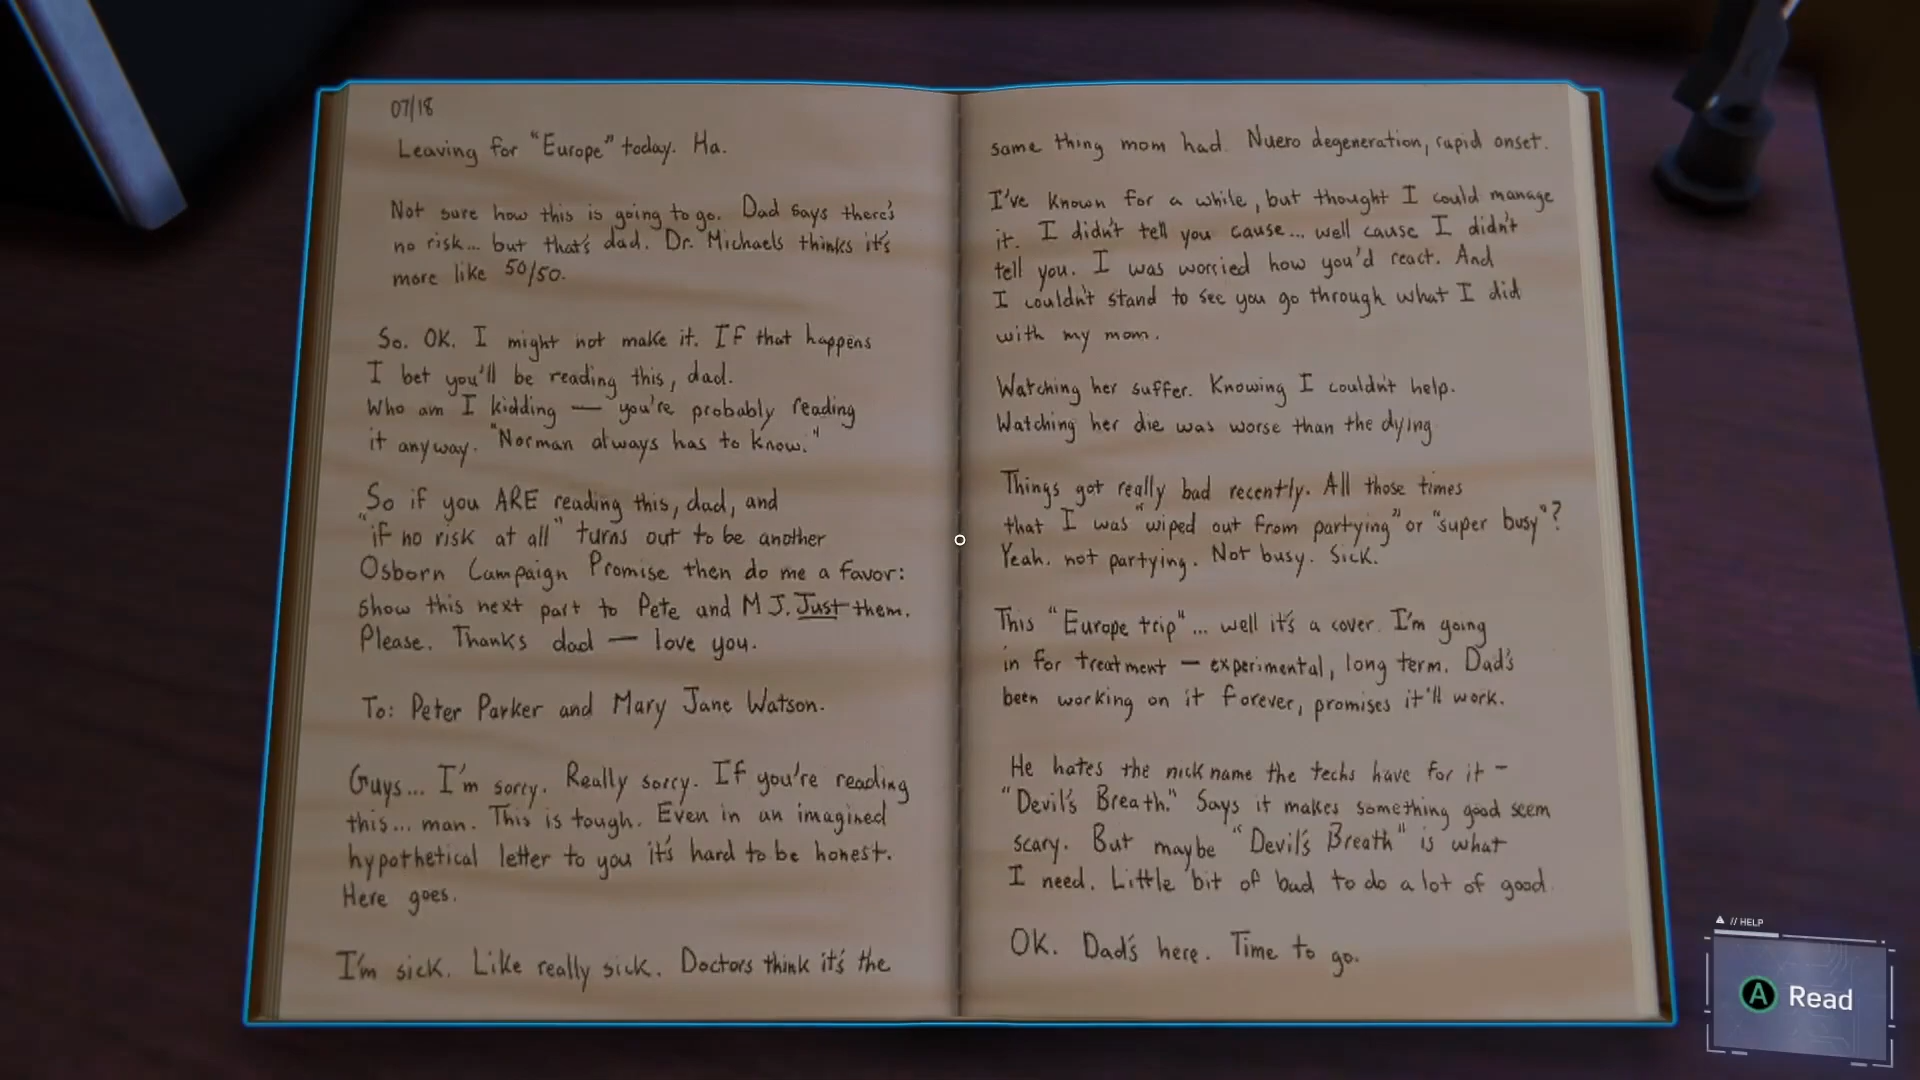 07/18
Leaving for "Europe" today. Ha.
Not sure how this is going to go. Dad says there's
no risk... but that's dad. Dr. Michaels thinks it's
more like 50/50.
So. OK. I might not make it. If that happens
I bet you'll be reading this, dad.
Who am I kidding — you're probably reading
it anyway. "Norman always has to know."
So if you ARE reading this, dad, and
"if no risk at all" turns out to be another
Osborn Campaign Promise then do me a favor:
show this next part to Pete and MJ. Just them.
Please. Thanks dad — love you.
To: Peter Parker and Mary Jane Watson.
Guys... I'm sorry. Really sorry. If you're reading
this... man. This is tough. Even in an imagined
hypothetical letter to you it's hard to be honest.
Here goes.
I'm sick. Like really sick. Doctors think it's the
same thing mom had. Nuero degeneration, rapid onset.
I've known for a while, but thought I could manage
it. I didn't tell you cause... well cause I didn't
tell you. I was worried how you'd react. And
I couldn't stand to see you go through what I did
with my mom.
Watching her suffer. Knowing I couldn't help.
Watching her die was worse than the dying
Things got really bad recently. All those times
that I was "wiped out from partying" or "super busy"?
Yeah. not partying. Not busy. Sick.
This "Europe trip"... well it's a cover. I'm going
in for treatment — experimental, long term. Dad's
been working on it forever, promises it'll work.
He hates the nickname the techs have for it -
"Devil's Breath." Says it makes something good seem
scary. But maybe "Devil's Breath" is what
I need. Little bit of bad to do a lot of good.
OK. Dad's here. Time to go.
// HELP
A Read